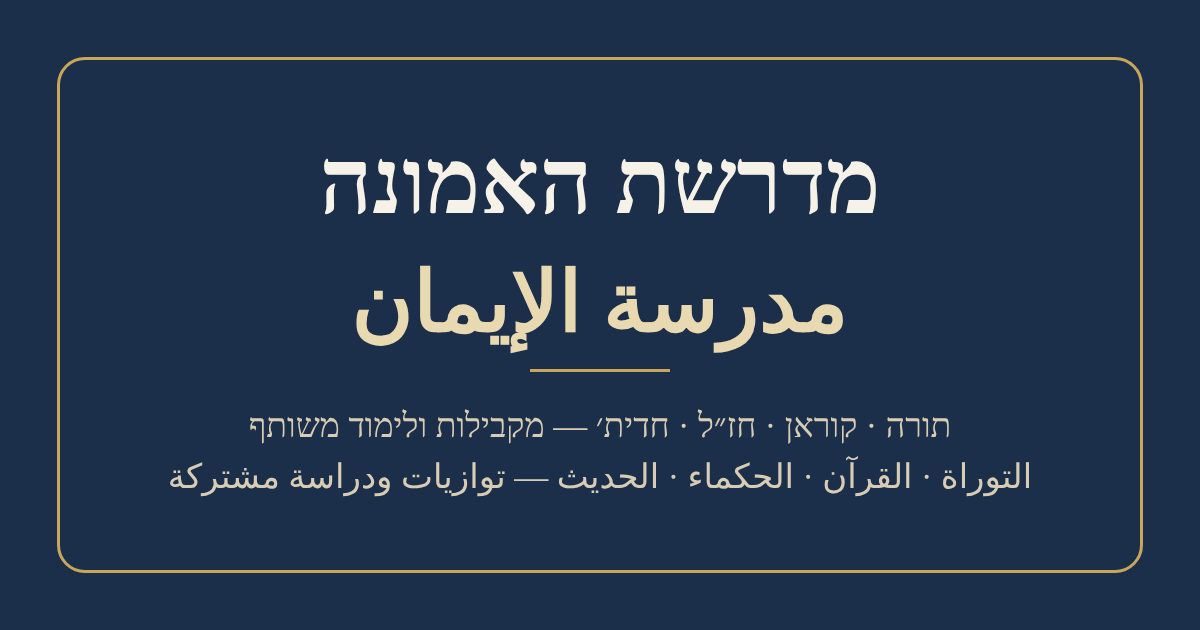 מדרשת האמונה
مدرسة الإيمان
תורה · קוראן · חז״ל · חדית׳ — מקבילות ולימוד משותף
التوراة · القرآن · الحكماء · الحديث — توازيات ودراسة مشتركة